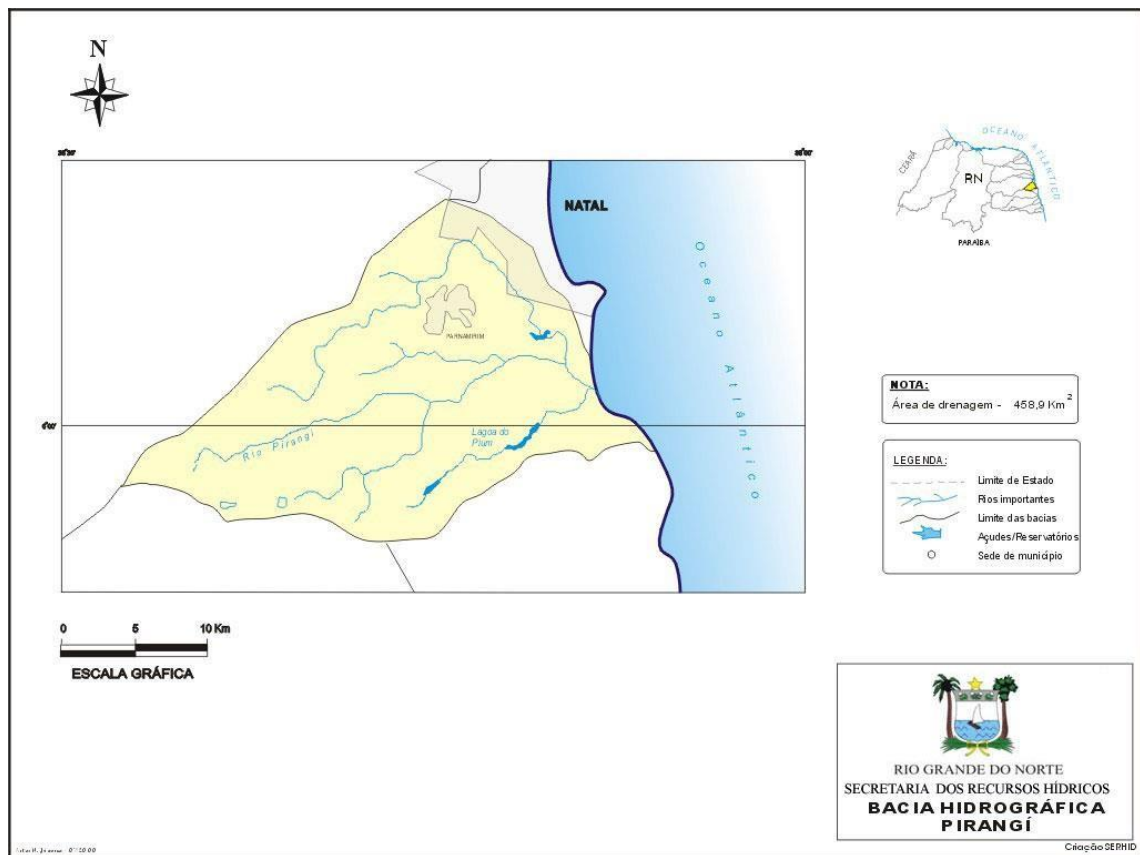 N
NATAL
Oceano Atlântico
PARNAMIRIM
Rio Pirangi
Lagoa do
Pium
6°00'
0 5 10 Km
ESCALA GRÁFICA
OCEANO ATLÂNTICO
CEARÁ
RN
PARAÍBA
NOTA:
Área de drenagem - 458,9 Km²
LEGENDA:
Limite de Estado
Rios importantes
Limite das bacias
Açudes/Reservatórios
Sede de município
RIO GRANDE DO NORTE
SECRETARIA DOS RECURSOS HÍDRICOS
BACIA HIDROGRÁFICA
PIRANGÍ
Criação SERHID